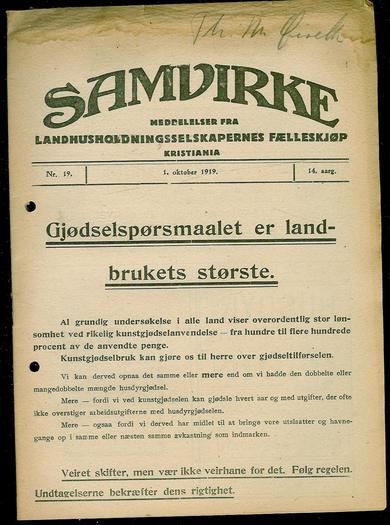 SAMVIRKE
MEDDELELSER FRA
LANDHUSHOLDNINGSSELSKAPERNES FÆLLESKJØP
KRISTIANIA
Nr. 19. 1. oktober 1919. 14. aarg.
Gjødselspørsmaalet er land-
brukets største.
Al grundig undersøkelse i alle land viser overordentlig stor løn-
somhet ved rikelig kunstgjødselanvendelse — fra hundre til flere hundrede
procent av de anvendte penge.
Kunstgjødselbruk kan gjøre os til herre over gjødseltilførselen.
Vi kan derved opnaa det samme eller mere end om vi hadde den dobbelte eller
mangedobbelte mængde husdyrgjødsel.
Mere — fordi vi ved kunstgjødselen kan gjødsle hvert aar og med utgifter, der ofte
ikke overstiger arbeidsutgifterne med husdyrgjødselen.
Mere — ogsaa fordi vi derved har midlet til at bringe vore utslaatter og havne-
gange op i samme eller næsten samme avkastning som indmarken.
Veiret skifter, men vær ikke veirhane for det. Følg regelen.
Undtagelserne bekræfter dens rigtighet.